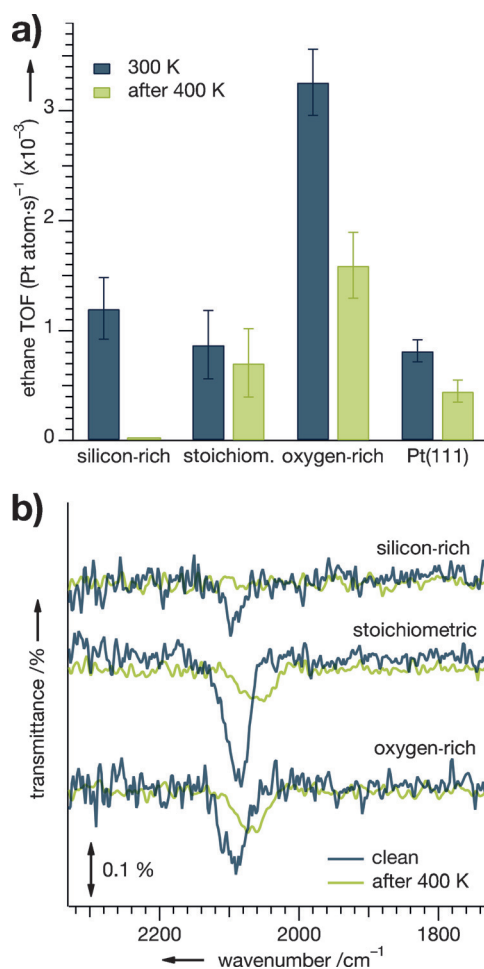 a)
300 K
after 400 K
ethane TOF (Pt atom·s)⁻¹ (x10⁻³)
3
2
1
0
silicon-rich stoichiom. oxygen-rich Pt(111)
b)
silicon-rich
stoichiometric
oxygen-rich
transmittance /%
0.1 %
clean
after 400 K
2200 2000 1800
wavenumber /cm⁻¹